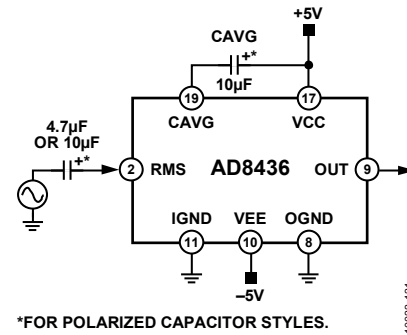 +5V
CAVG
+*
10µF
19
17
CAVG
VCC
4.7µF
OR 10µF
+*
2
RMS
AD8436
OUT
9
IGND
VEE
OGND
11
10
8
–5V
*FOR POLARIZED CAPACITOR STYLES.